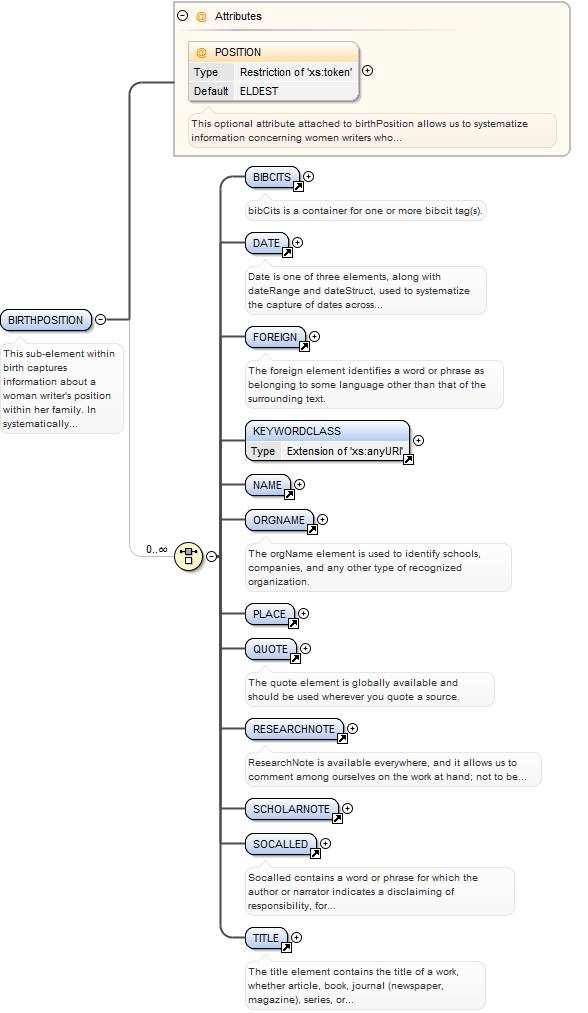 @ Attributes
@ POSITION
Type Restriction of 'xs:token'
Default ELDEST
This optional attribute attached to birthPosition allows us to systematize
information concerning women writers who...
BIBCITS
bibCits is a container for one or more bibcit tag(s).
DATE
Date is one of three elements, along with
dateRange and dateStruct, used to systematize
the capture of dates across...
BIRTHPOSITION
This sub-element within
birth captures
information about a
woman writer's position
within her family. In
systematically...
FOREIGN
The foreign element identifies a word or phrase as
belonging to some language other than that of the
surrounding text.
KEYWORDCLASS
Type Extension of 'xs:anyURI'
NAME
ORGNAME
0..∞
The orgName element is used to identify schools,
companies, and any other type of recognized
organization.
PLACE
QUOTE
The quote element is globally available and
should be used wherever you quote a source.
RESEARCHNOTE
ResearchNote is available everywhere, and it allows us to
comment among ourselves on the work at hand; not to be...
SCHOLARNOTE
SOCALLED
Socalled contains a word or phrase for which the
author or narrator indicates a disclaiming of
responsibility, for...
TITLE
The title element contains the title of a work,
whether article, book, journal (newspaper,
magazine), series, or...